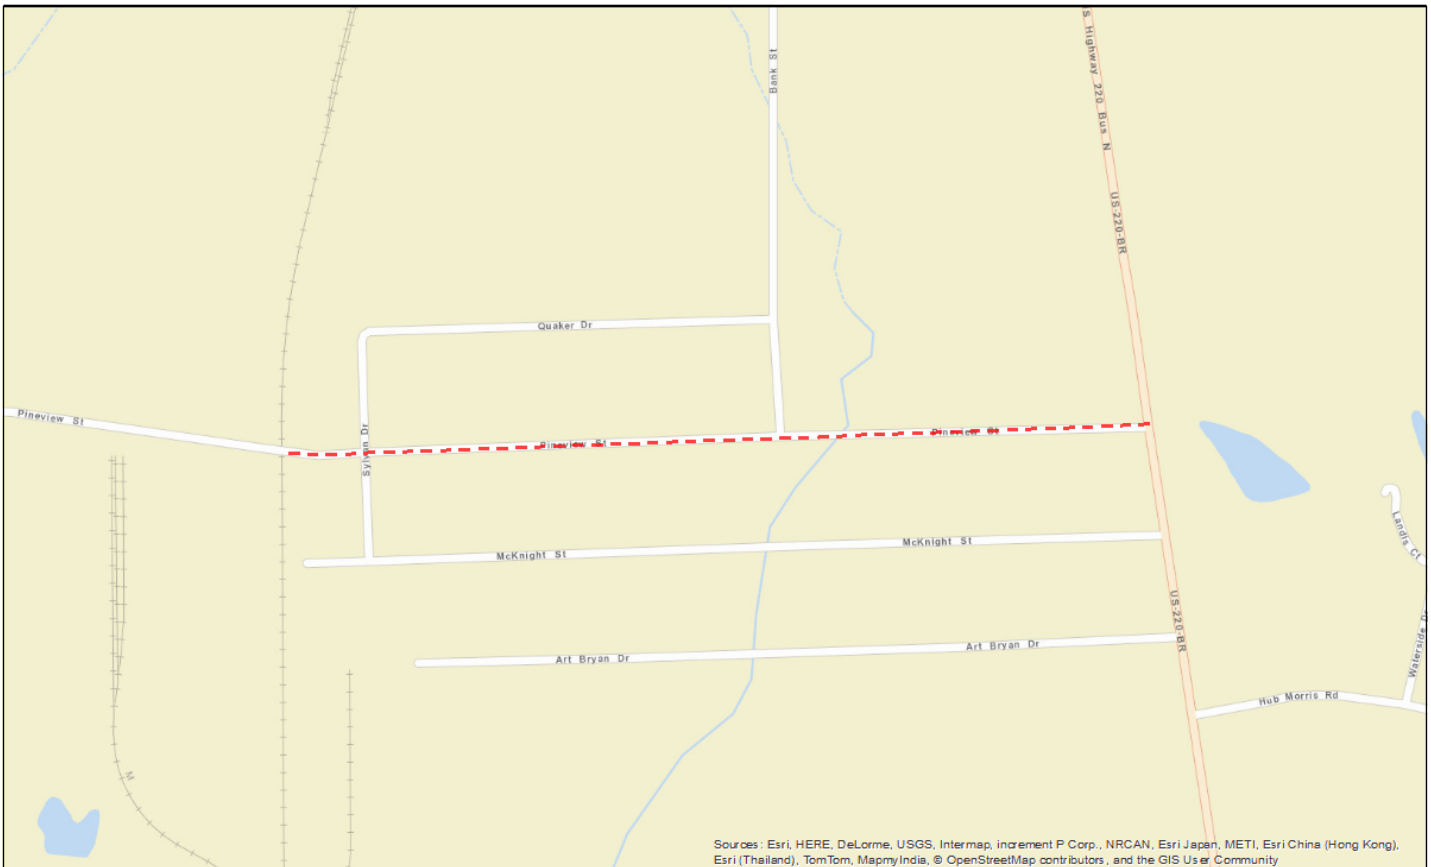 Bank St
S Highway 220 Bus N
US-220-BR
Quaker Dr
Pineview St
Sylvan Dr
Pineview St
Pineview St
Landis Ct
McKnight St
McKnight St
US-220-BR
Waterside Dr
Art Bryan Dr
Art Bryan Dr
Hub Morris Rd
M
Sources: Esri, HERE, DeLorme, USGS, Intermap, increment P Corp., NRCAN, Esri Japan, METI, Esri China (Hong Kong),
Esri (Thailand), TomTom, MapmyIndia, © OpenStreetMap contributors, and the GIS User Community